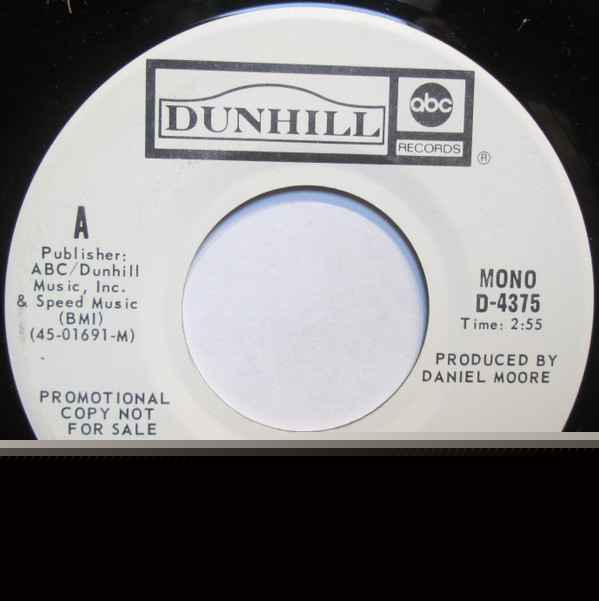 DUNHILL
abc
RECORDS
®
A
Publisher:
ABC/Dunhill
Music, Inc.
& Speed Music
(BMI)
(45-01691-M)
MONO
D-4375
Time: 2:55
PRODUCED BY
DANIEL MOORE
PROMOTIONAL
COPY NOT
FOR SALE